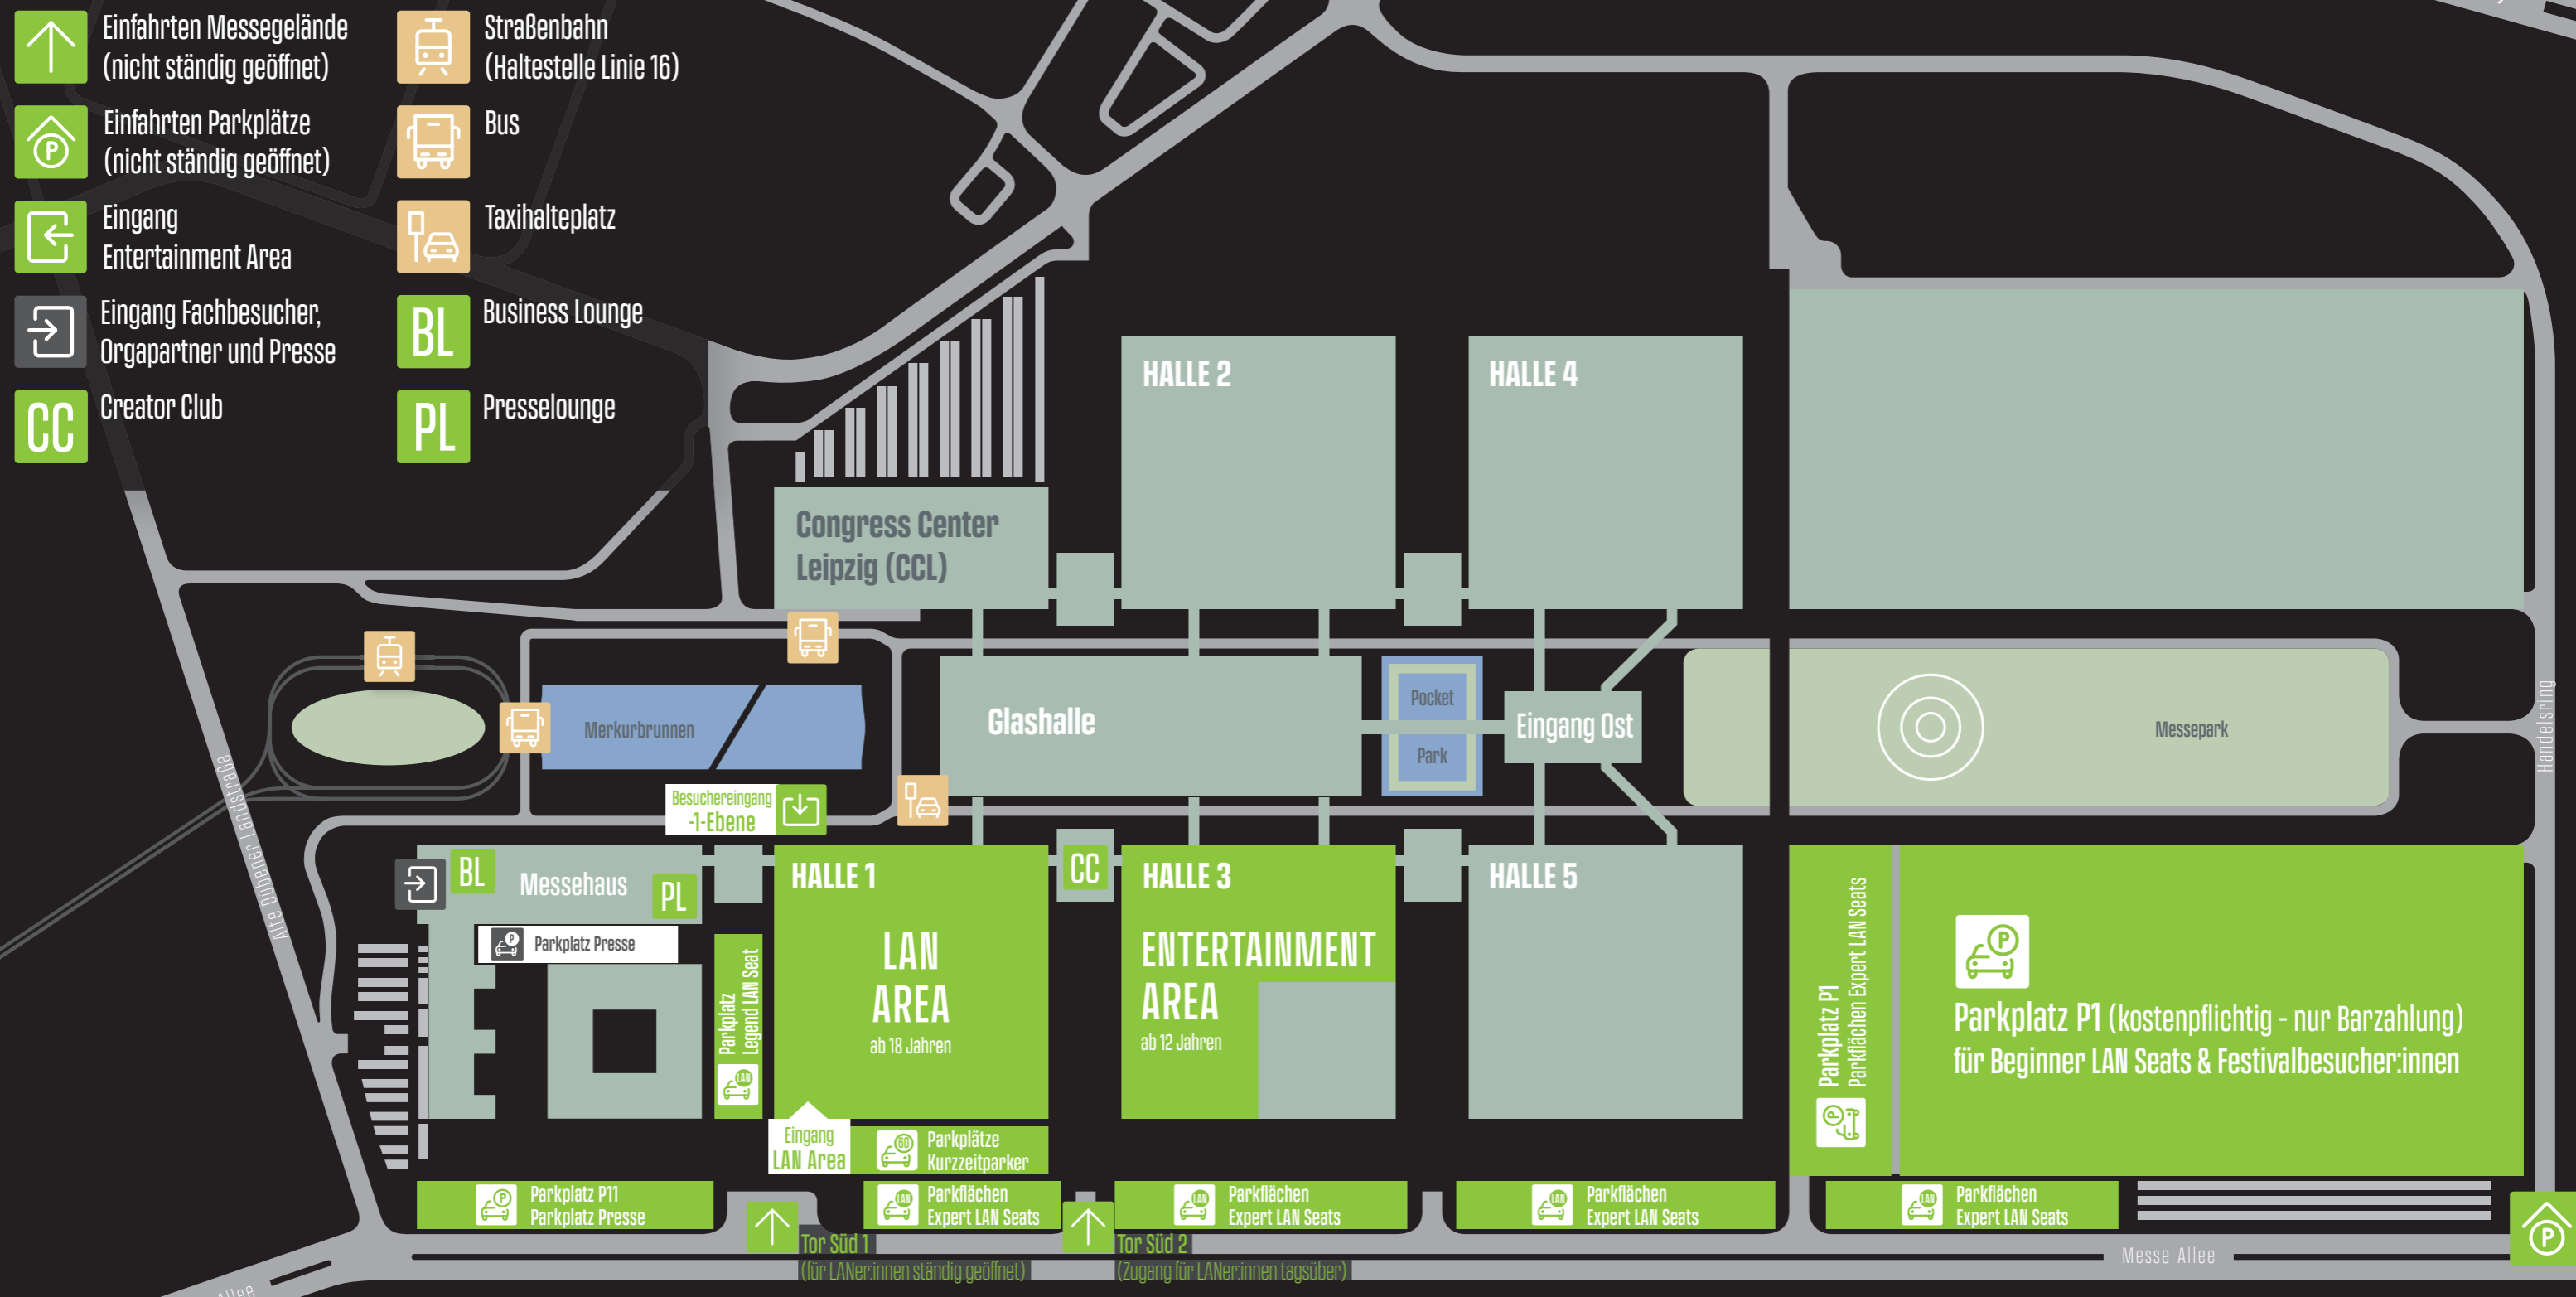 Einfahrten Messegelände
(nicht ständig geöffnet)
Einfahrten Parkplätze
(nicht ständig geöffnet)
P
Eingang
Entertainment Area
Eingang Fachbesucher,
Orgapartner und Presse
CC
Creator Club
Straßenbahn
(Haltestelle Linie 16)
Bus
Taxihalteplatz
BL
Business Lounge
PL
Presselounge
HALLE 2
HALLE 4
Congress Center
Leipzig (CCL)
Merkurbrunnen
Glashalle
Pocket
Park
Eingang Ost
Messepark
Handelsring
Alte Dübener Landstraße
Besuchereingang
-1-Ebene
BL
Messehaus
PL
P
Parkplatz Presse
Parkplatz
Legend LAN Seat
LAN
HALLE 1
LAN
AREA
ab 18 Jahren
CC
HALLE 3
ENTERTAINMENT
AREA
ab 12 Jahren
HALLE 5
Parkplatz P1
Parkflächen Expert LAN Seats
P
P
Parkplatz P1 (kostenpflichtig - nur Barzahlung)
für Beginner LAN Seats & Festivalbesucher:innen
Eingang
LAN Area
60
Parkplätze
Kurzzeitparker
P
Parkplatz P11
Parkplatz Presse
LAN
Parkflächen
Expert LAN Seats
LAN
Parkflächen
Expert LAN Seats
LAN
Parkflächen
Expert LAN Seats
LAN
Parkflächen
Expert LAN Seats
Tor Süd 1
(für LANer:innen ständig geöffnet)
Tor Süd 2
(Zugang für LANer:innen tagsüber)
Messe-Allee
P
Allee